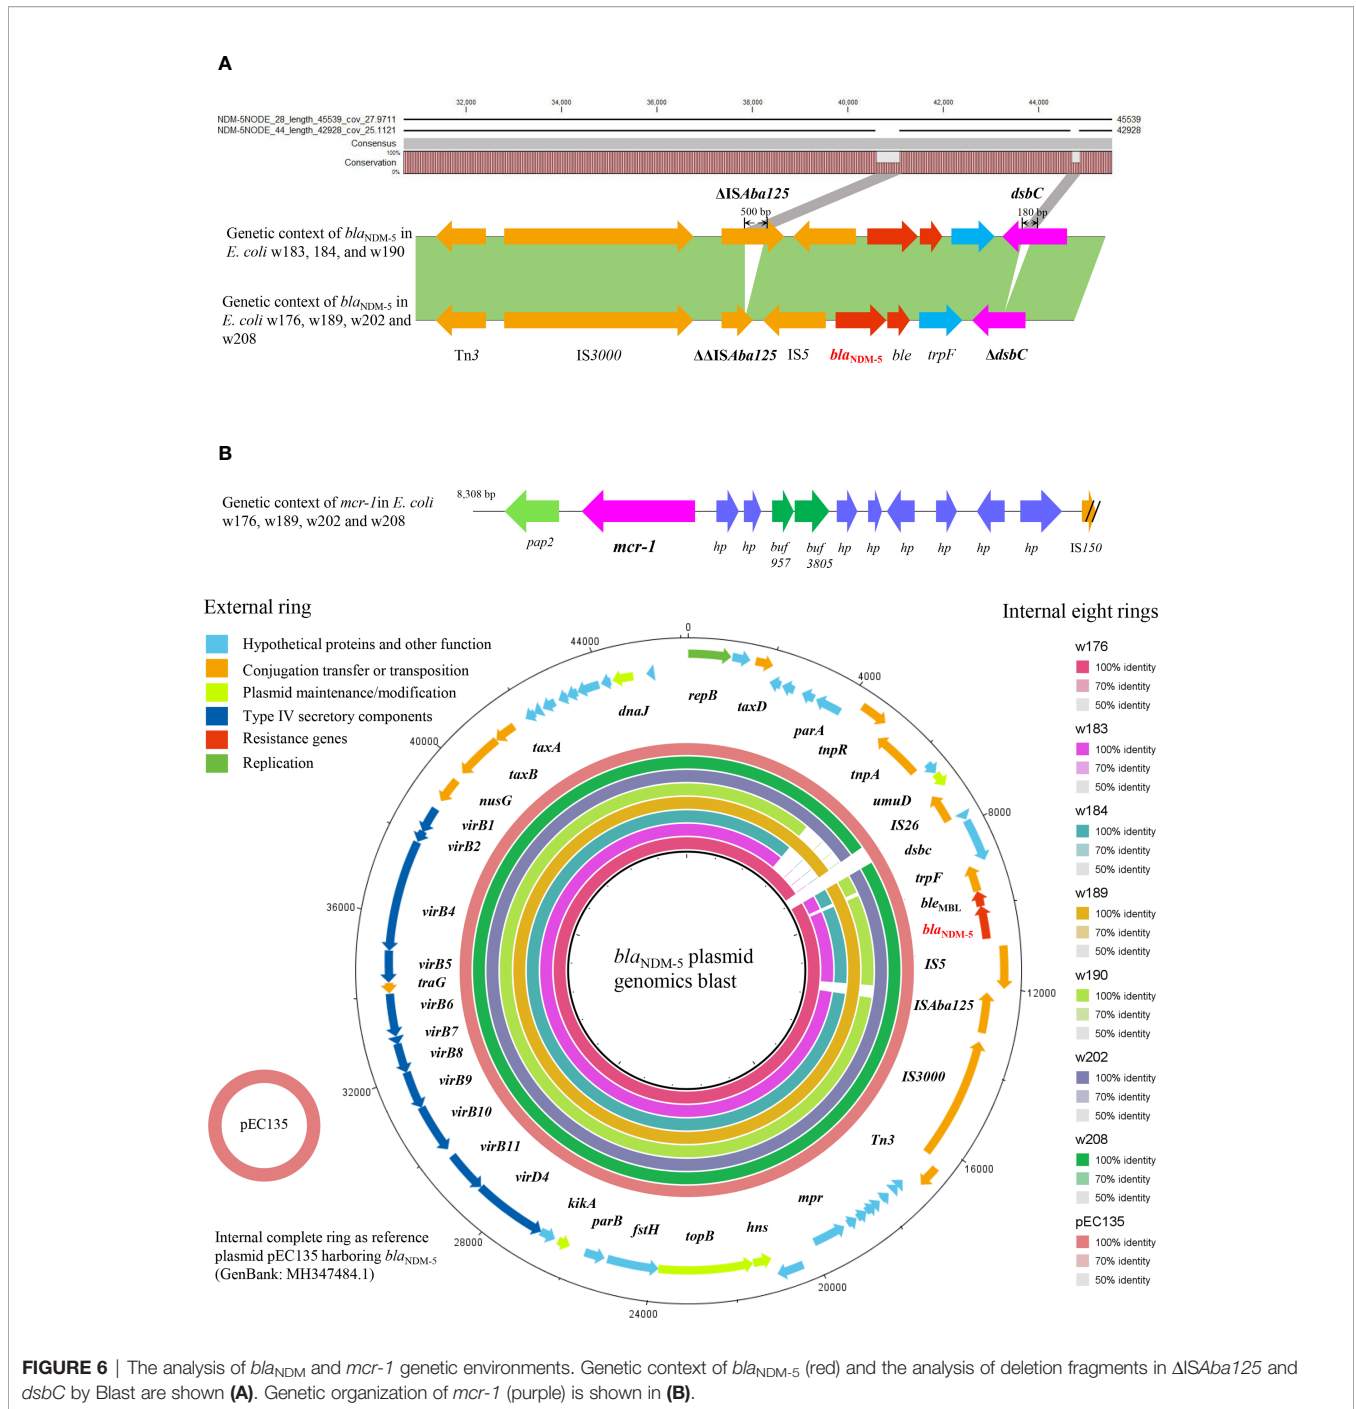 A
32,000 34,000 36,000 38,000 40,000 42,000 44,000
NDM-5NODE_28_length_45539_cov_27.9711 45539
NDM-5NODE_44_length_42928_cov_25.1121 42928
Consensus
100%
Conservation
0%
ΔISAba125 dsbC
500 bp 180 bp
Genetic context of blaNDM-5 in
E. coli w183, 184, and w190
Genetic context of blaNDM-5 in
E. coli w176, w189, w202 and
w208
Tn3 IS3000 ΔΔISAba125 IS5 blaNDM-5 ble trpF ΔdsbC
B
8,308 bp
Genetic context of mcr-1in E. coli
w176, w189, w202 and w208
pap2 mcr-1 hp hp buf hp hp hp hp hp hp IS150
957
buf
3805
External ring
Hypothetical proteins and other function
Conjugation transfer or transposition
Plasmid maintenance/modification
Type IV secretory components
Resistance genes
Replication
Internal eight rings
w176
100% identity
70% identity
50% identity
w183
100% identity
70% identity
50% identity
w184
100% identity
70% identity
50% identity
w189
100% identity
70% identity
50% identity
w190
100% identity
70% identity
50% identity
w202
100% identity
70% identity
50% identity
w208
100% identity
70% identity
50% identity
pEC135
100% identity
70% identity
50% identity
0
4000
8000
12000
16000
20000
24000
28000
32000
36000
40000
44000
repB
taxD
parA
tnpR
tnpA
umuD
IS26
dsbc
trpF
bleMBL
blaNDM-5
IS5
ISAba125
IS3000
Tn3
mpr
hns
topB
fstH
parB
kikA
virD4
virB11
virB10
virB9
virB8
virB7
virB6
traG
virB5
virB4
virB2
virB1
nusG
taxB
taxA
dnaJ
blaNDM-5 plasmid
genomics blast
pEC135
Internal complete ring as reference
plasmid pEC135 harboring blaNDM-5
(GenBank: MH347484.1)
FIGURE 6 | The analysis of blaNDM and mcr-1 genetic environments. Genetic context of blaNDM-5 (red) and the analysis of deletion fragments in ΔISAba125 and
dsbC by Blast are shown (A). Genetic organization of mcr-1 (purple) is shown in (B).